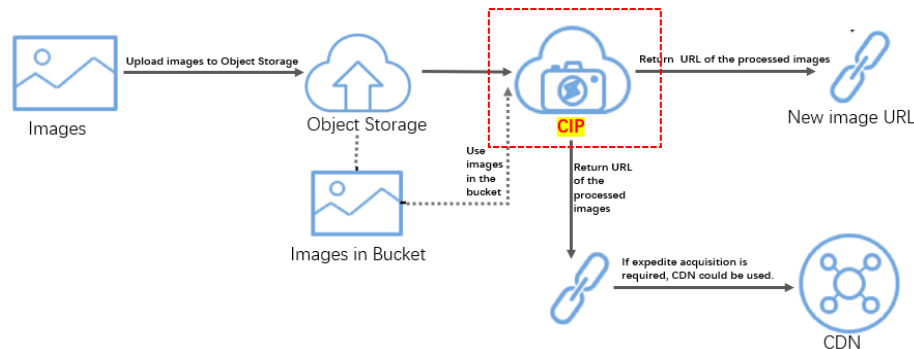 Upload images to Object Storage
Images
Object Storage
CIP
Return URL of the processed images
New image URL
Use
images
in the
bucket
Images in Bucket
Return URL
of the
processed
images
If expedite acquisition is
required, CDN could be used.
CDN